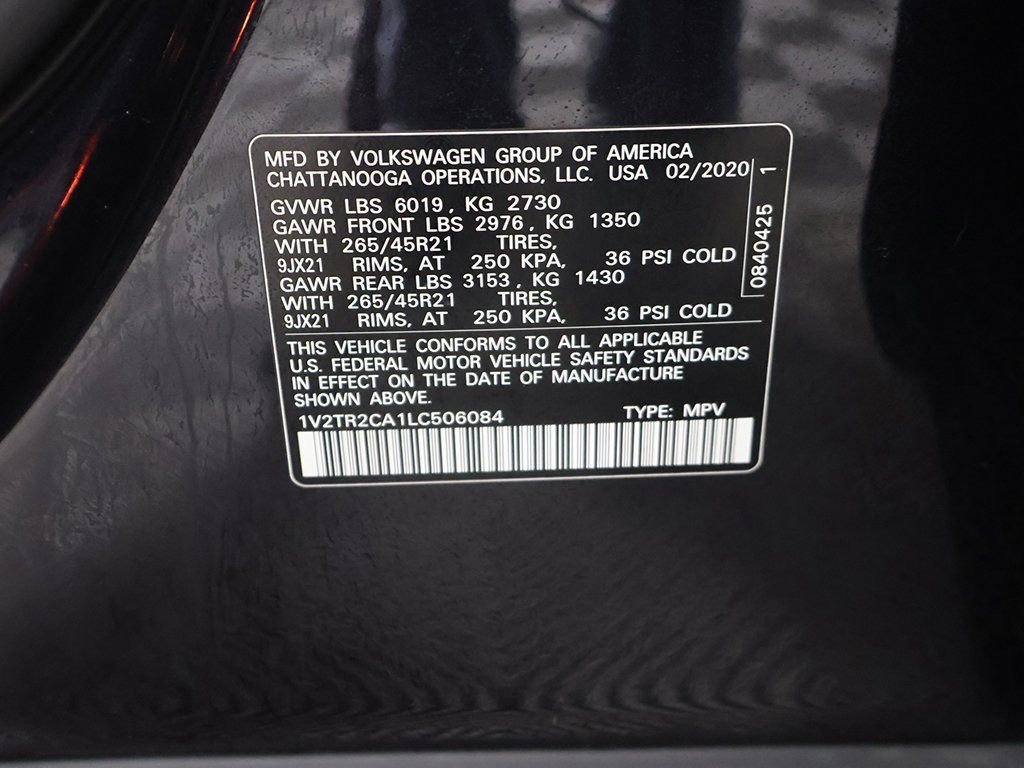 MFD BY VOLKSWAGEN GROUP OF AMERICA
CHATTANOOGA OPERATIONS, LLC. USA 02/2020
GVWR LBS 6019, KG 2730
GAWR FRONT LBS 2976, KG 1350
WITH 265/45R21 TIRES,
9JX21 RIMS, AT 250 KPA, 36 PSI COLD
GAWR REAR LBS 3153, KG 1430
WITH 265/45R21 TIRES,
9JX21 RIMS, AT 250 KPA, 36 PSI COLD
0840425 1
THIS VEHICLE CONFORMS TO ALL APPLICABLE
U.S. FEDERAL MOTOR VEHICLE SAFETY STANDARDS
IN EFFECT ON THE DATE OF MANUFACTURE
SHOWN ABOVE.
1V2TR2CA1LC506084 TYPE: MPV